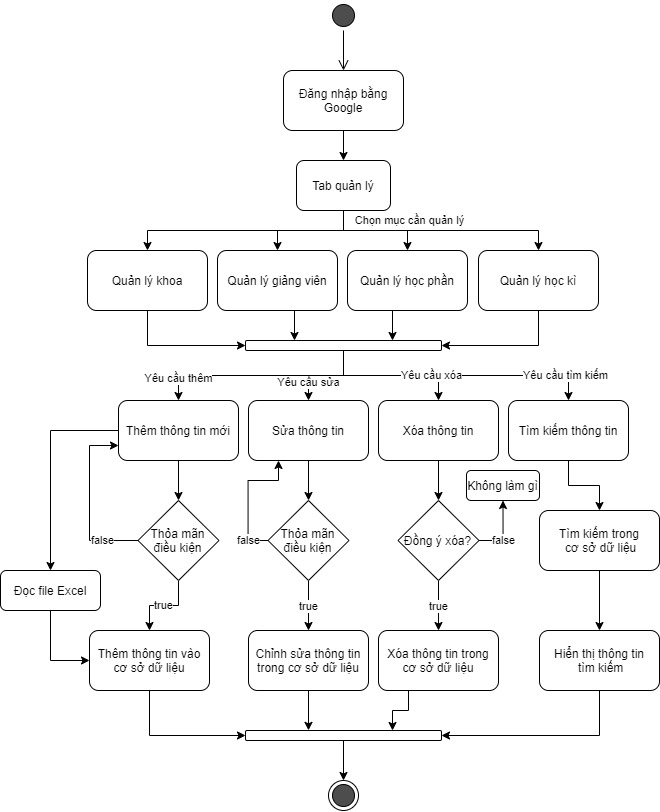 Đăng nhập bằng
Google
Tab quản lý
Chọn mục cần quản lý
Quản lý khoa
Quản lý giảng viên
Quản lý học phần
Quản lý học kì
Yêu cầu thêm
Yêu cầu sửa
Yêu cầu xóa
Yêu cầu tìm kiếm
Thêm thông tin mới
Sửa thông tin
Xóa thông tin
Tìm kiếm thông tin
Không làm gì
false
Thỏa mãn
điều kiện
false
Thỏa mãn
điều kiện
Đồng ý xóa?
false
Tìm kiếm trong
cơ sở dữ liệu
Đọc file Excel
true
true
true
Thêm thông tin vào
cơ sở dữ liệu
Chỉnh sửa thông tin
trong cơ sở dữ liệu
Xóa thông tin trong
cơ sở dữ liệu
Hiển thị thông tin
tìm kiếm